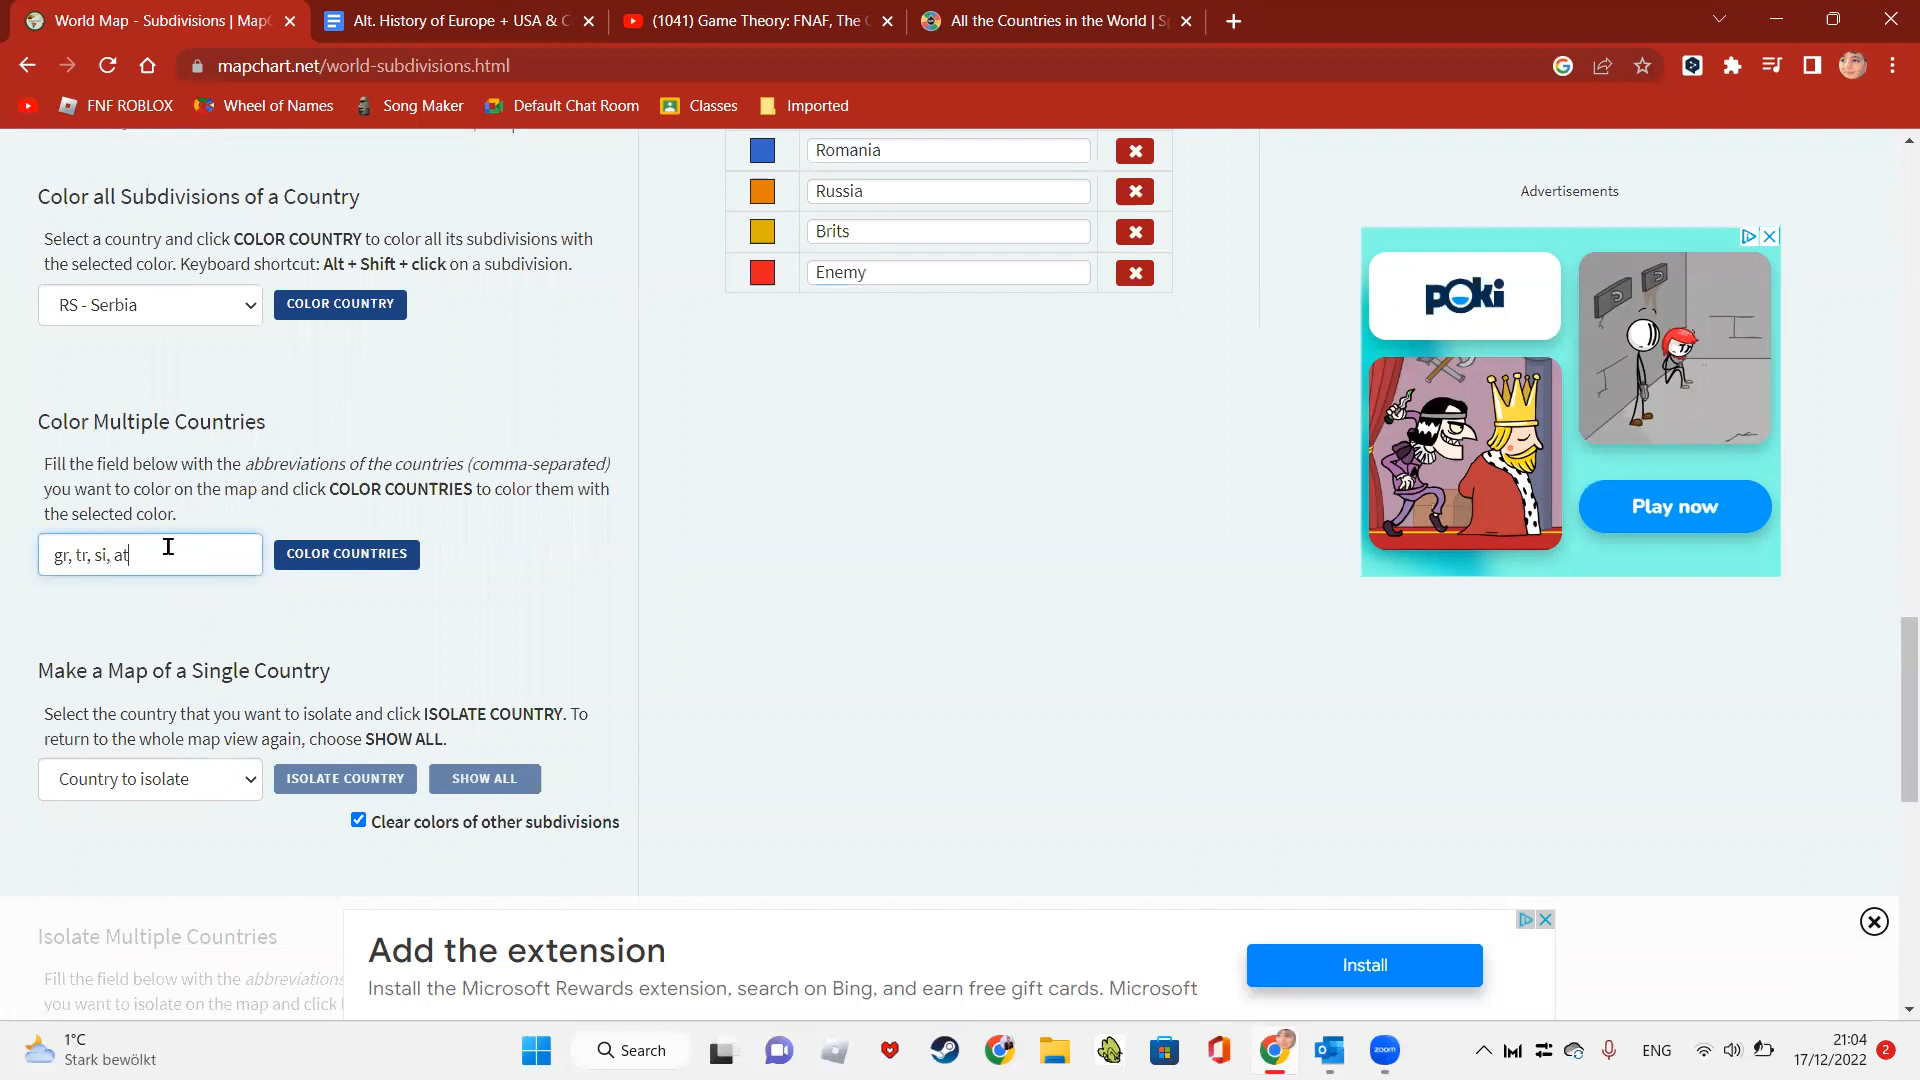 World Map - Subdivisions | MapC
Alt. History of Europe + USA & C
(1041) Game Theory: FNAF, The C
All the Countries in the World | Sp
mapchart.net/world-subdivisions.html
FNF ROBLOX
Wheel of Names
Song Maker
Default Chat Room
Classes
Imported
Romania
Russia
Brits
Enemy
Color all Subdivisions of a Country
Select a country and click COLOR COUNTRY to color all its subdivisions with
the selected color. Keyboard shortcut: Alt + Shift + click on a subdivision.
RS - Serbia
COLOR COUNTRY
Color Multiple Countries
Fill the field below with the abbreviations of the countries (comma-separated)
you want to color on the map and click COLOR COUNTRIES to color them with
the selected color.
gr, tr, si, at
COLOR COUNTRIES
Make a Map of a Single Country
Select the country that you want to isolate and click ISOLATE COUNTRY. To
return to the whole map view again, choose SHOW ALL.
Country to isolate
ISOLATE COUNTRY
SHOW ALL
Clear colors of other subdivisions
Isolate Multiple Countries
Fill the field below with the abbreviations
you want to isolate on the map and click
Advertisements
poki
Play now
Add the extension
Install the Microsoft Rewards extension, search on Bing, and earn free gift cards. Microsoft
Install
1°C
Stark bewölkt
Search
zoom
ENG
21:04
17/12/2022
2